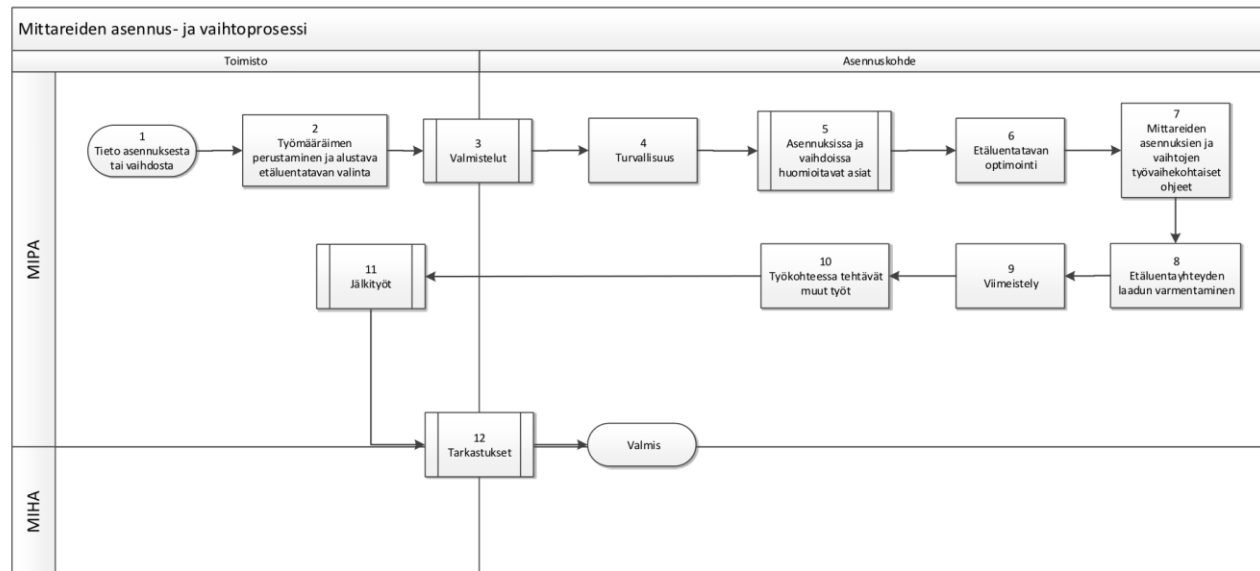 Mittareiden asennus- ja vaihtoprosessi
Toimisto
Asennuskohde
MIPA
1
Tieto asennuksesta
tai vaihdosta
2
Työmääräimen
perustaminen ja alustava
etäluentatavan valinta
3
Valmistelut
4
Turvallisuus
5
Asennuksissa ja
vaihdoissa
huomioitavat asiat
6
Etäluentatavan
optimointi
7
Mittareiden
asennuksien ja
vaihtojen
työvaihekohtaiset
ohjeet
8
Etäluentayhteyden
laadun varmentaminen
9
Viimeistely
10
Työkohteessa tehtävät
muut työt
11
Jälkityöt
12
Tarkastukset
Valmis
MIHA